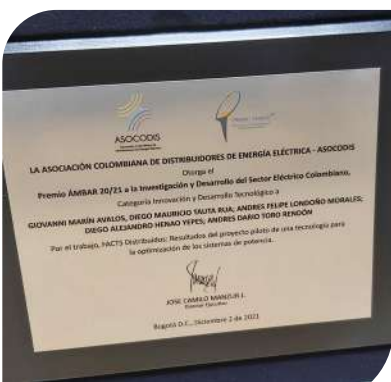 ASOCODIS
LA ASOCIACIÓN COLOMBIANA DE DISTRIBUIDORES DE ENERGÍA ELÉCTRICA - ASOCODIS
Otorga el
Premio ÁMBAR 20/21 a la Investigación y Desarrollo del Sector Eléctrico Colombiano,
Categoría Innovación y Desarrollo Tecnológico a
GIOVANNI MARÍN AVALOS, DIEGO MAURICIO TAUTA RUA; ANDRES FELIPE LONDOÑO MORALES;
DIEGO ALEJANDRO HENAO YEPES; ANDRES DARIO TORO RENDÓN
Por el trabajo, FACTS Distribuidos: Resultados del proyecto piloto de una tecnología para
la optimización de los sistemas de potencia.
JOSE CAMILO MANZUR J.
Director Ejecutivo
Bogotá D.C., Diciembre 2 de 2021